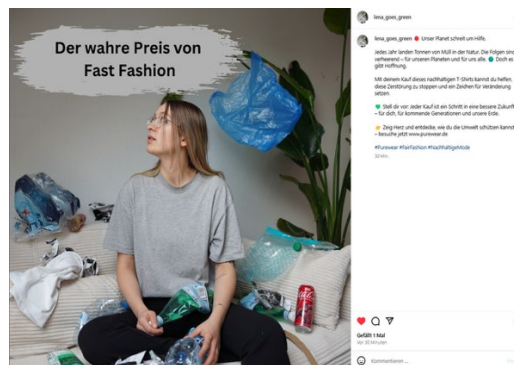 Der wahre Preis von
Fast Fashion
lena_goes_green
lena_goes_green 🔴 Unser Planet schreit um Hilfe.
Jedes Jahr landen Tonnen von Müll in der Natur. Die Folgen sind
verheerend – für unseren Planeten und für uns alle. 🌍 Doch es
gibt Hoffnung.
Mit deinem Kauf dieses nachhaltigen T-Shirts kannst du helfen,
diese Zerstörung zu stoppen und ein Zeichen für Veränderung
setzen.
💚 Stell dir vor: Jeder Kauf ist ein Schritt in eine bessere Zukunft
– für dich, für kommende Generationen und unsere Erde.
👉 Zeig Herz und entdecke, wie du die Umwelt schützen kannst
– besuche jetzt www.purewear.de
#Purewear #FairFashion #NachhaltigeMode
30 Min.
Gefällt 1 Mal
Vor 30 Minuten
Kommentieren ...